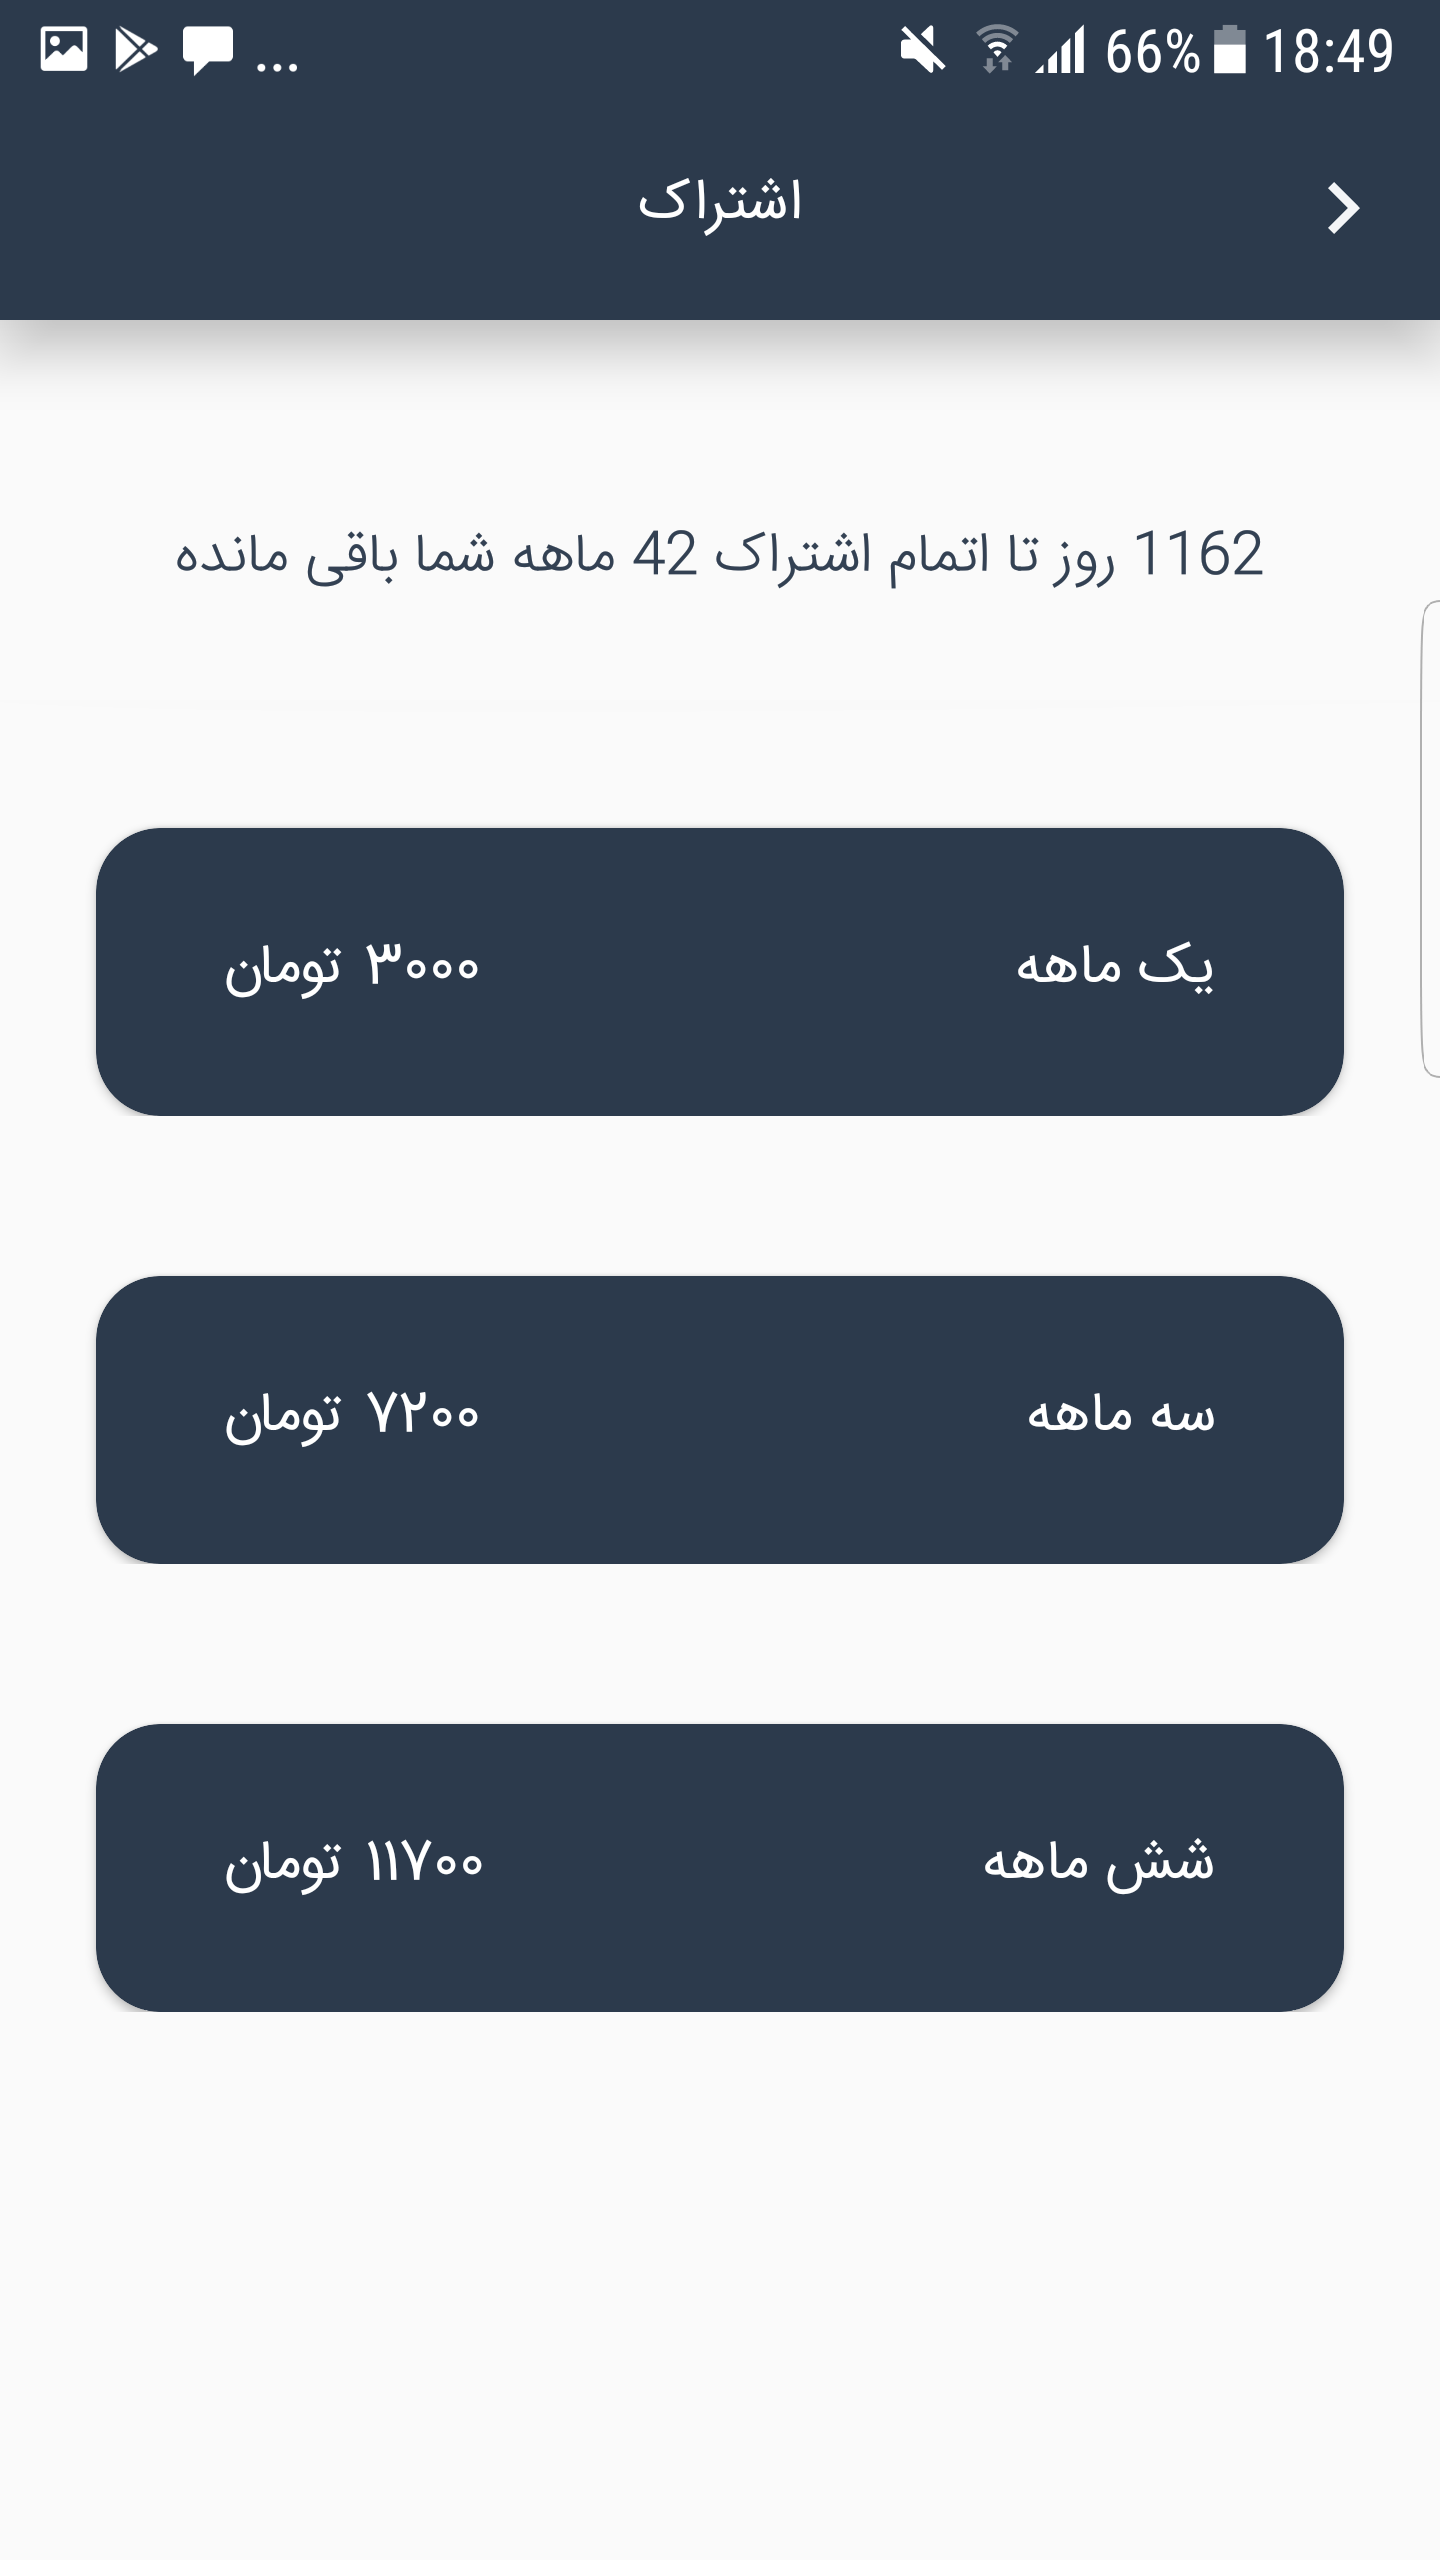 ... 66% 18:49
اشتراک
1162 روز تا اتمام اشتراک 42 ماهه شما باقی مانده
یک ماهه ۳۰۰۰ تومان
سه ماهه ۷۲۰۰ تومان
شش ماهه ۱۱۷۰۰ تومان